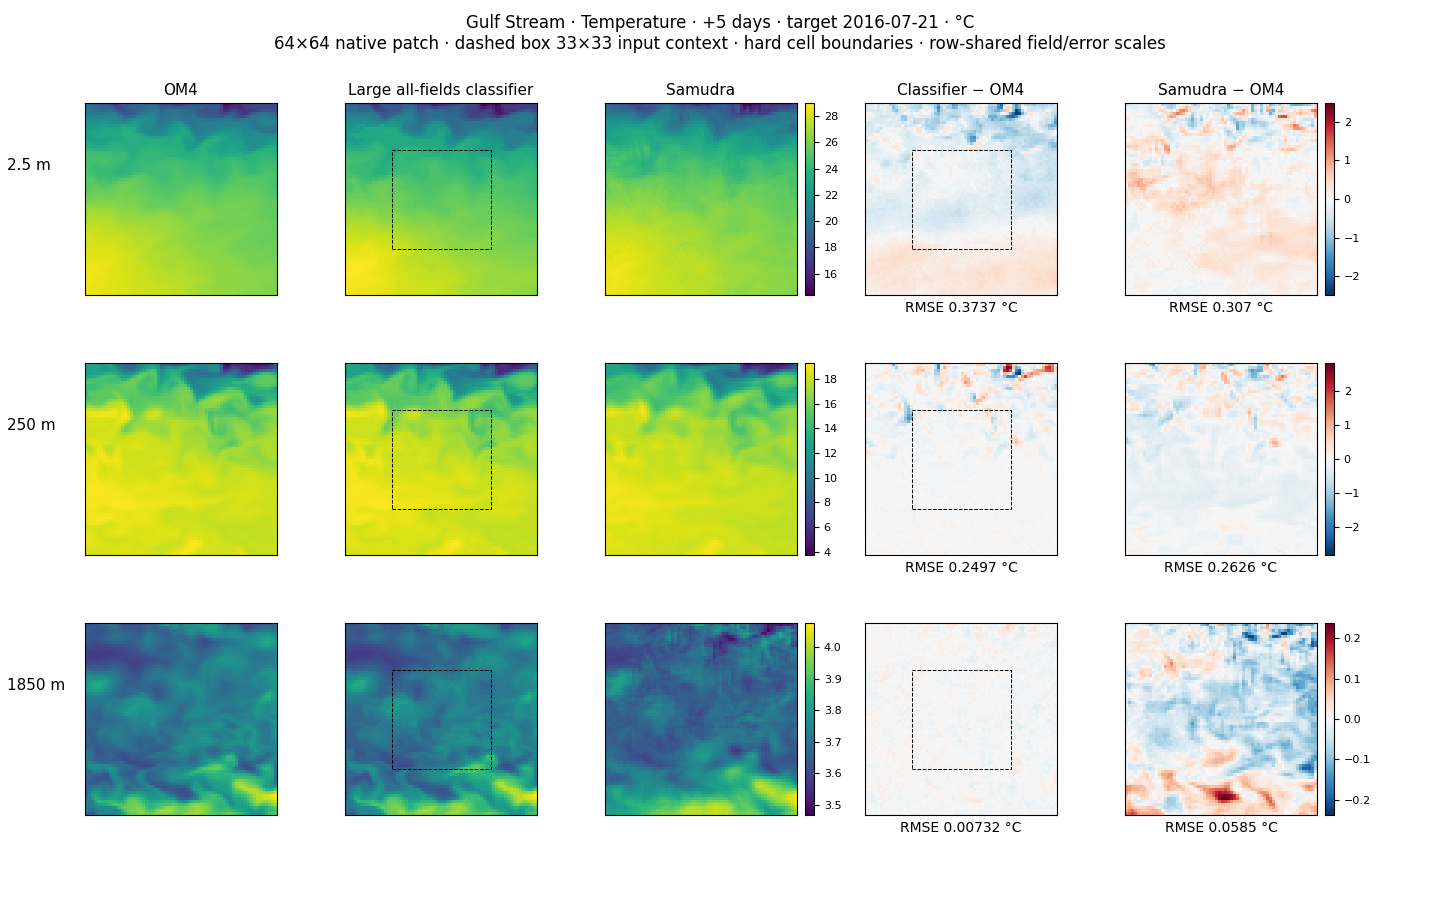 Gulf Stream · Temperature · +5 days · target 2016-07-21 · °C
64×64 native patch · dashed box 33×33 input context · hard cell boundaries · row-shared field/error scales
OM4
Large all-fields classifier
Samudra
Classifier − OM4
Samudra − OM4
2.5 m
28
26
24
22
20
18
16
2
1
0
−1
−2
RMSE 0.3737 °C
RMSE 0.307 °C
250 m
18
16
14
12
10
8
6
4
2
1
0
−1
−2
RMSE 0.2497 °C
RMSE 0.2626 °C
1850 m
4.0
3.9
3.8
3.7
3.6
3.5
0.2
0.1
0.0
−0.1
−0.2
RMSE 0.00732 °C
RMSE 0.0585 °C